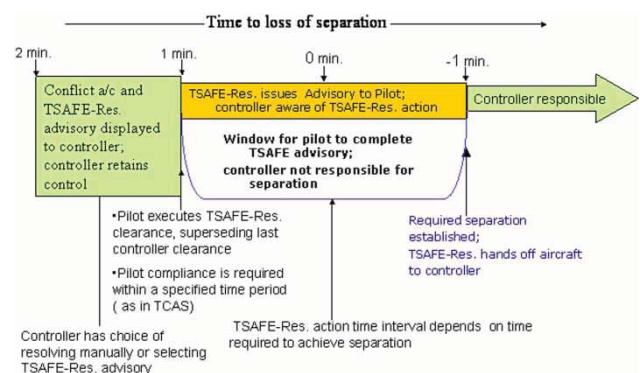 Time to loss of separation
2 min.
1 min.
0 min.
-1 min.
Conflict a/c and
TSAFE-Res.
advisory displayed
to controller;
controller retains
control
TSAFE-Res. issues Advisory to Pilot;
controller aware of TSAFE-Res. action
Controller responsible
Window for pilot to complete
TSAFE advisory;
controller not responsible for
separation
•Pilot executes TSAFE-Res.
clearance, superseding last
controller clearance
•Pilot compliance is required
within a specified time period
( as in TCAS)
Required separation
established;
TSAFE-Res. hands off aircraft
to controller
Controller has choice of
resolving manually or selecting
TSAFE-Res. advisory
TSAFE-Res. action time interval depends on time
required to achieve separation